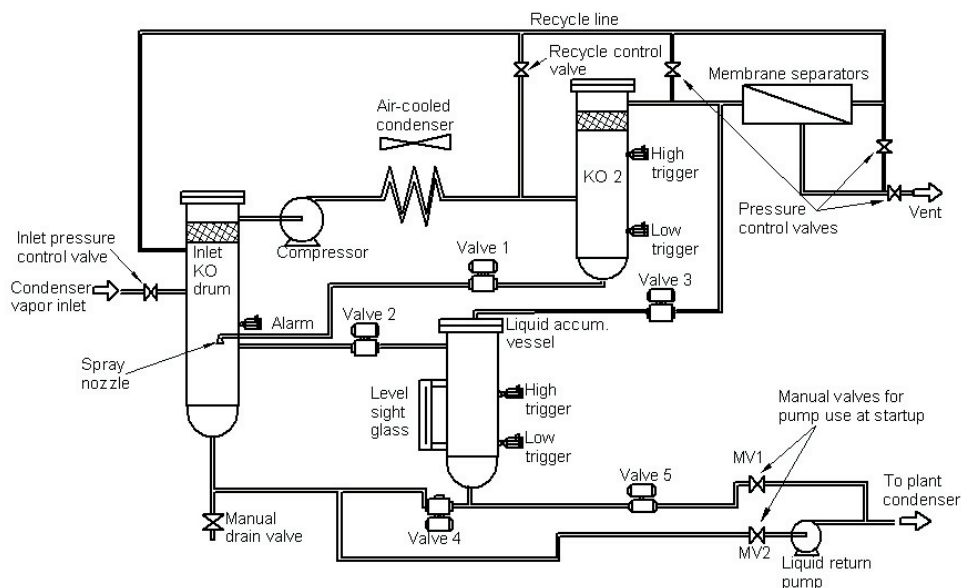 Recycle line
Recycle control
valve
Membrane separators
Air-cooled
condenser
High
trigger
KO 2
Low
trigger
Pressure
control valves
Vent
Inlet pressure
control valve
Inlet
KO
drum
Compressor
Valve 1
Valve 3
Condenser
vapor inlet
Alarm
Valve 2
Liquid accum.
vessel
Spray
nozzle
Level
sight
glass
High
trigger
Low
trigger
Manual valves for
pump use at startup
MV1
Valve 5
To plant
condenser
Manual
drain valve
Valve 4
MV2
Liquid return
pump